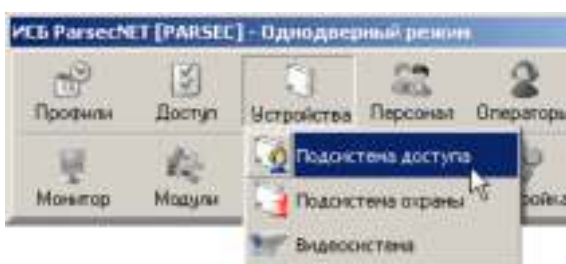 ИСБ ParsecNET [PARSEC] - Однодверный режим
Профили Доступ Устройства Персонал Операторы
Подсистема доступа
Монитор Модули
Подсистема охраны
Видеосистема